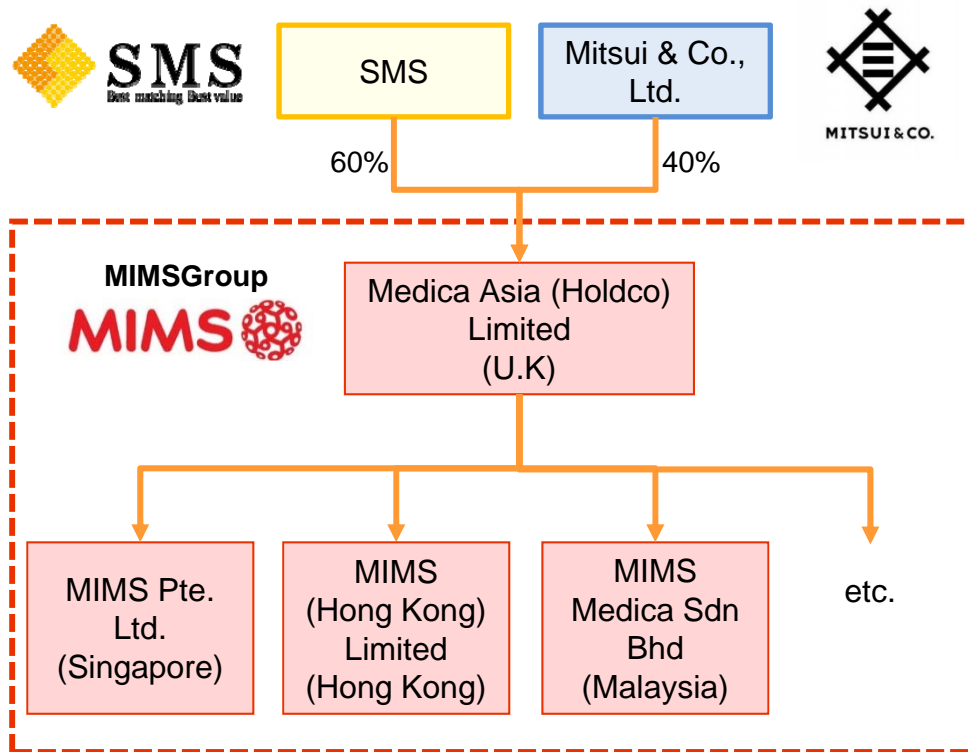 SMS
Best matching Best value
SMS
Mitsui & Co.,
Ltd.
MITSUI & CO.
60%
40%
MIMSGroup
MIMS
Medica Asia (Holdco)
Limited
(U.K)
MIMS Pte.
Ltd.
(Singapore)
MIMS
(Hong Kong)
Limited
(Hong Kong)
MIMS
Medica Sdn
Bhd
(Malaysia)
etc.